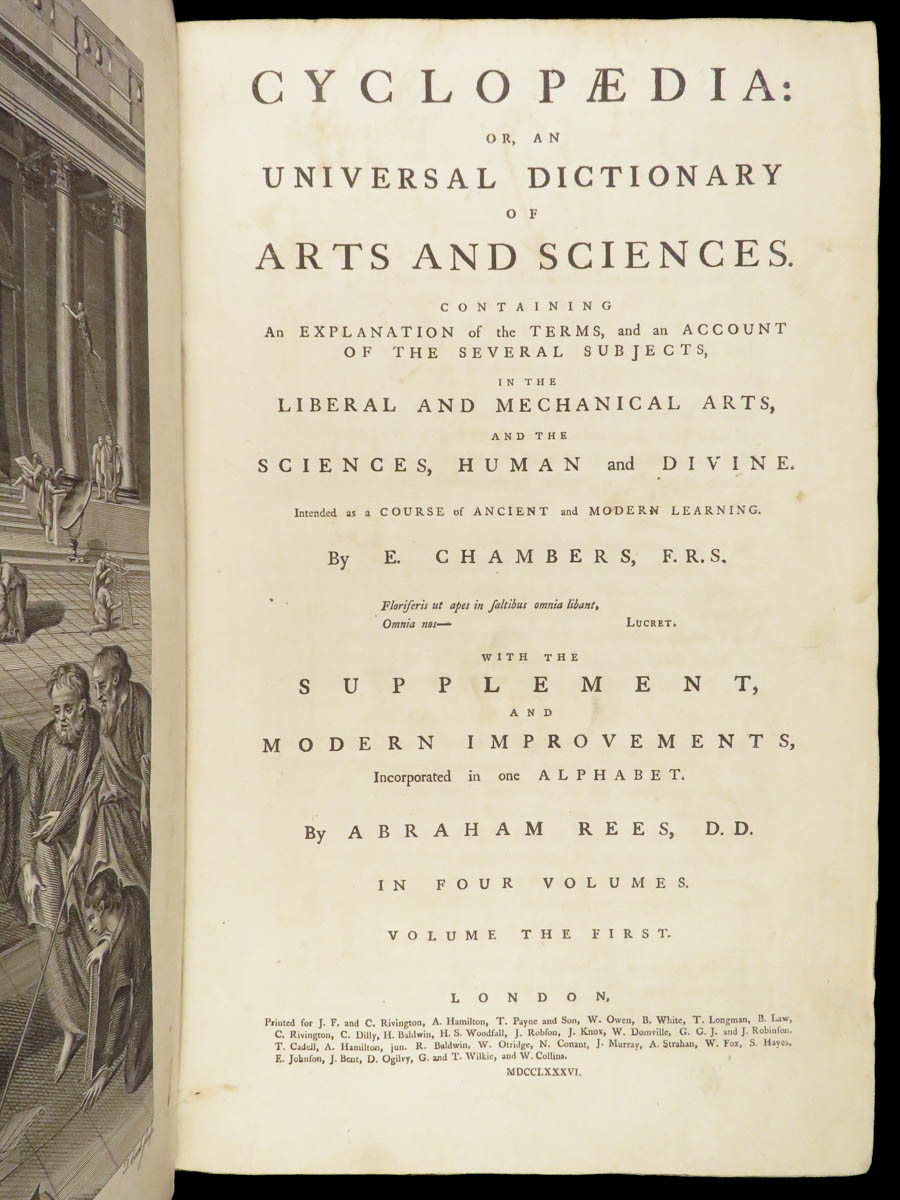 CYCLOPÆDIA:
OR, AN
UNIVERSAL DICTIONARY
OF
ARTS AND SCIENCES.
CONTAINING
An EXPLANATION of the TERMS, and an ACCOUNT
OF THE SEVERAL SUBJECTS,
IN THE
LIBERAL AND MECHANICAL ARTS,
AND THE
SCIENCES, HUMAN and DIVINE.
Intended as a COURSE of ANCIENT and MODERN LEARNING.
By E. CHAMBERS, F.R.S.
Floriferis ut apes in ſaltibus omnia libant,
Omnia nos— LUCRET.
WITH THE
SUPPLEMENT,
AND
MODERN IMPROVEMENTS,
Incorporated in one ALPHABET.
By ABRAHAM REES, D.D.
IN FOUR VOLUMES.
VOLUME THE FIRST.
LONDON,
Printed for J. F. and C. Rivington, A. Hamilton, T. Payne and Son, W. Owen, B. White, T. Longman, B. Law,
C. Rivington, C. Dilly, H. Baldwin, H. S. Woodfall, J. Robſon, J. Knox, W. Domville, G. G. J. and J. Robinſon.
T. Cadell, A. Hamilton, jun. R. Baldwin, W. Otridge, N. Conant, J. Murray, A. Strahan, W. Fox, S. Hayes,
E. Johnſon, J. Bent, D. Ogilvy, G. and T. Wilkie, and W. Collins.
MDCCLXXXVI.